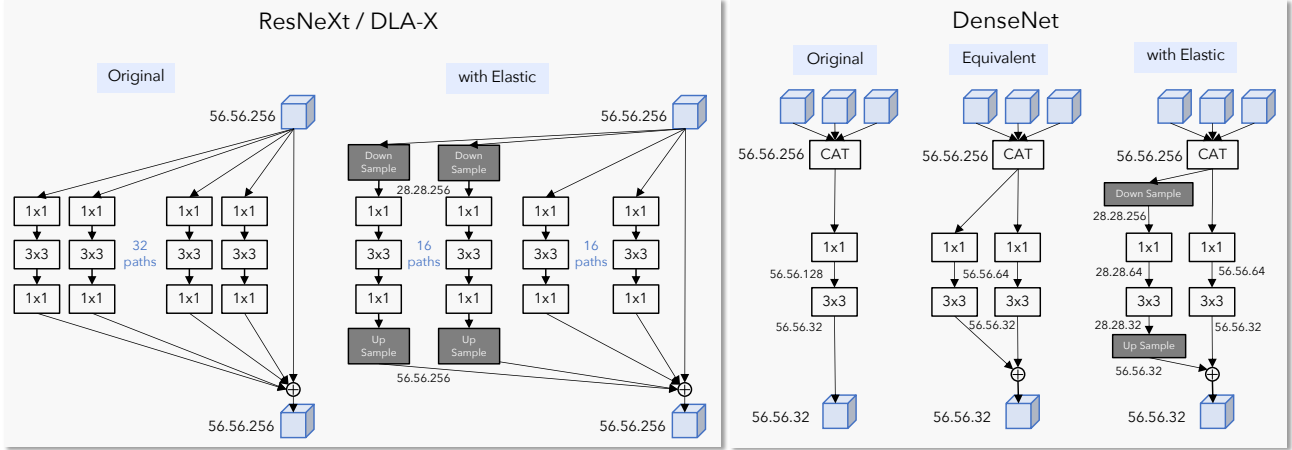 ResNeXt / DLA-X
Original
with Elastic
56.56.256
1x1
1x1
1x1
1x1
3x3
3x3
32
paths
3x3
3x3
1x1
1x1
1x1
1x1
56.56.256
56.56.256
Down
Sample
Down
Sample
28.28.256
1x1
1x1
1x1
1x1
3x3
16
paths
3x3
3x3
16
paths
3x3
1x1
1x1
1x1
1x1
Up
Sample
Up
Sample
56.56.256
56.56.256
DenseNet
Original
Equivalent
with Elastic
56.56.256
CAT
1x1
56.56.128
3x3
56.56.32
56.56.32
56.56.256
CAT
1x1
1x1
56.56.64
3x3
3x3
56.56.32
56.56.32
56.56.256
CAT
Down Sample
28.28.256
1x1
1x1
28.28.64
56.56.64
3x3
3x3
28.28.32
56.56.32
Up Sample
56.56.32
56.56.32